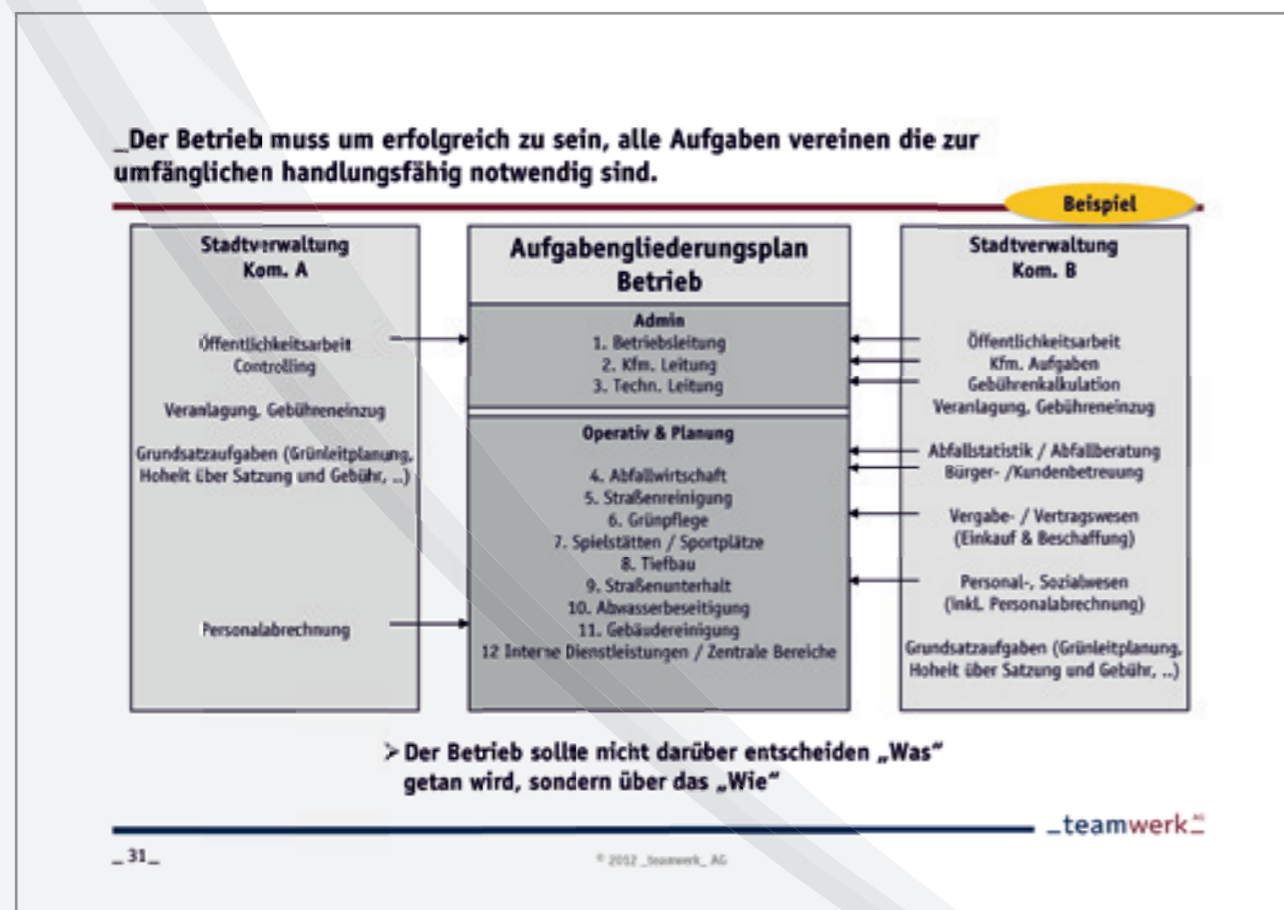 _Der Betrieb muss um erfolgreich zu sein, alle Aufgaben vereinen die zur
umfänglichen handlungsfähig notwendig sind.
Beispiel
Stadtverwaltung
Kom. A
Öffentlichkeitsarbeit
Controlling
Veranlagung, Gebühreneinzug
Grundsatzaufgaben (Grünleitplanung,
Hoheit über Satzung und Gebühr, ...)
Personalabrechnung
Aufgabengliederungsplan
Betrieb
Admin
1. Betriebsleitung
2. Kfm. Leitung
3. Techn. Leitung
Operativ & Planung
4. Abfallwirtschaft
5. Straßenreinigung
6. Grünpflege
7. Spielstätten / Sportplätze
8. Tiefbau
9. Straßenunterhalt
10. Abwasserbeseitigung
11. Gebäudereinigung
12 Interne Dienstleistungen / Zentrale Bereiche
Stadtverwaltung
Kom. B
Öffentlichkeitsarbeit
Kfm. Aufgaben
Gebührenkalkulation
Veranlagung, Gebühreneinzug
Abfallstatistik / Abfallberatung
Bürger- /Kundenbetreuung
Vergabe- / Vertragswesen
(Einkauf & Beschaffung)
Personal-, Sozialwesen
(inkl. Personalabrechnung)
Grundsatzaufgaben (Grünleitplanung,
Hoheit über Satzung und Gebühr, ..)
➢ Der Betrieb sollte nicht darüber entscheiden „Was“
getan wird, sondern über das „Wie“
_teamwerk_ AG
_ 31_
© 2012 _teamwerk_ AG